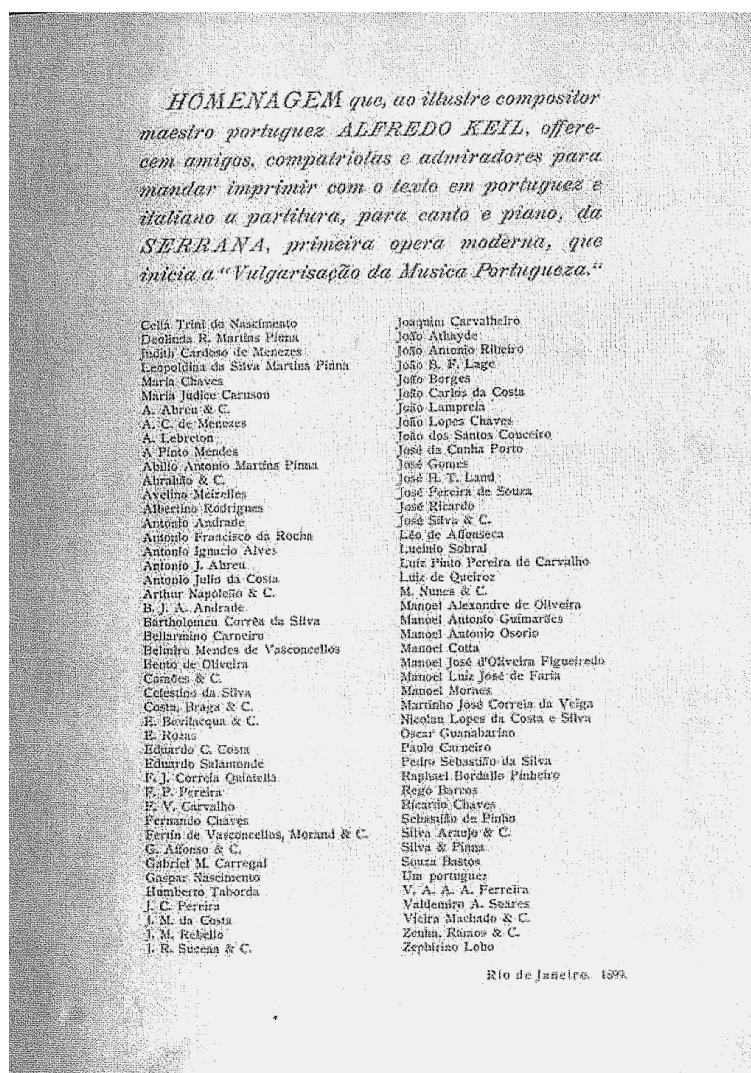 HOMENAGEM que, ao illustre compositor
maestro portuguez ALFREDO KEIL, offere-
cem amigos, compatriotas e admiradores para
mandar imprimir com o texto em portuguez e
italiano a partitura, para canto e piano, da
SERRANA, primeira opera moderna, que
inicia a “Vulgarisação da Musica Portugueza.“
Celia Trini do Nascimento
Deolinda R. Martins Pinna
Judith Cardoso de Menezes
Leopoldina da Silva Martins Pinna
Maria Chaves
Maria Judice Caruson
A. Abreu & C.
A. C. de Menezes
A. Lebreton
A Pinto Mendes
Abilio Antonio Martins Pinna
Abrahão & C.
Avelino Meirelles
Albertino Rodrigues
Antonio Andrade
Antonio Francisco da Rocha
Antonio Ignacio Alves
Antonio J. Abreu
Antonio Julio da Costa
Arthur Napoleão & C.
B. J. A. Andrade
Bartholomeu Corrêa da Silva
Bellarmino Carneiro
Belmiro Mendes de Vasconcellos
Bento de Oliveira
Camões & C.
Celestino da Silva
Costa, Braga & C.
E. Bevilacqua & C.
E. Rozas
Eduardo C. Costa
Eduardo Salamonde
F. J. Correia Quintella
F. P. Pereira
F. V. Carvalho
Fernando Chaves
Fertin de Vasconcellos, Morand & C.
G. Affonso & C.
Gabriel M. Carregal
Gaspar Nascimento
Humberto Taborda
J. C. Pereira
J. M. da Costa
J. M. Rebello
J. R. Sucena & C.
Joaquim Carvalheiro
João Athayde
João Antonio Ribeiro
João B. F. Lage
João Borges
João Carlos da Costa
João Lampreia
João Lopes Chaves
João dos Santos Couceiro
José da Cunha Porto
José Gomes
José H. T. Land
José Pereira de Souza
José Ricardo
José Silva & C.
Léo de Affonseca
Lucinio Sobral
Luiz Pinto Pereira de Carvalho
Luiz de Queiroz
M. Nunes & C.
Manoel Alexandre de Oliveira
Manoel Antonio Guimarães
Manoel Antonio Osorio
Manoel Cotta
Manoel José d'Oliveira Figueiredo
Manoel Luiz José de Faria
Manoel Moraes
Martinho José Correia da Veiga
Nicolau Lopes da Costa e Silva
Oscar Guanabarino
Paulo Carneiro
Pedro Sebastião da Silva
Raphael Bordallo Pinheiro
Rego Barros
Ricardo Chaves
Sebastião de Pinho
Silva Araujo & C.
Silva & Pinna
Souza Bastos
Um portuguez
V. A. A. A. Ferreira
Valdemiro A. Soares
Vieira Machado & C.
Zenha, Ramos & C.
Zephirino Lobo
Rio de Janeiro. 1899.